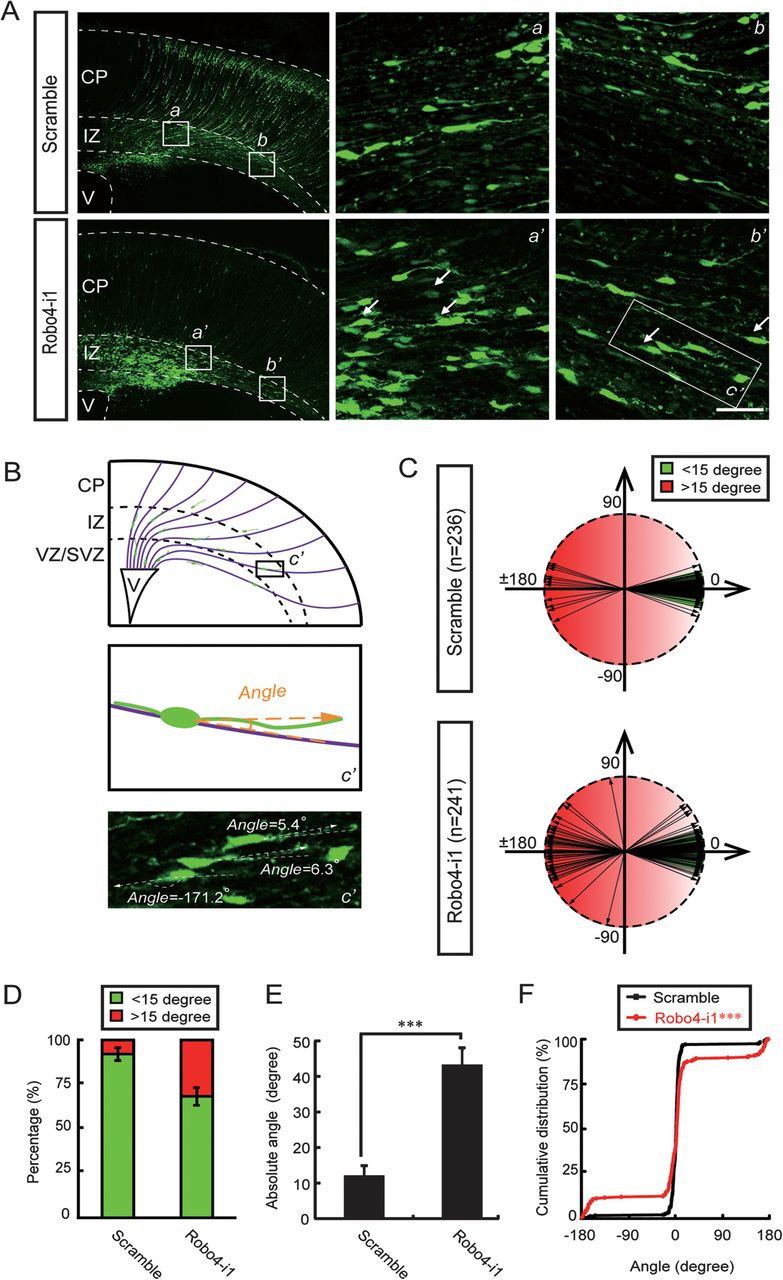 A
Scramble
CP
IZ
V
a
b
a
b
Robo4-i1
CP
IZ
V
a'
b'
a'
b'
c'
B
CP
IZ
VZ/SVZ
V
c'
Angle
c'
Angle=5.4°
Angle=6.3°
Angle=-171.2°
c'
C
<15 degree
>15 degree
Scramble (n=236)
90
±180
0
-90
Robo4-i1 (n=241)
90
±180
0
-90
D
<15 degree
>15 degree
Percentage (%)
100
75
50
25
0
Scramble
Robo4-i1
E
Absolute angle (degree)
***
50
40
30
20
10
0
Scramble
Robo4-i1
F
Scramble
Robo4-i1***
Cumulative distribution (%)
100
75
50
25
0
-180
-90
0
90
180
Angle (degree)